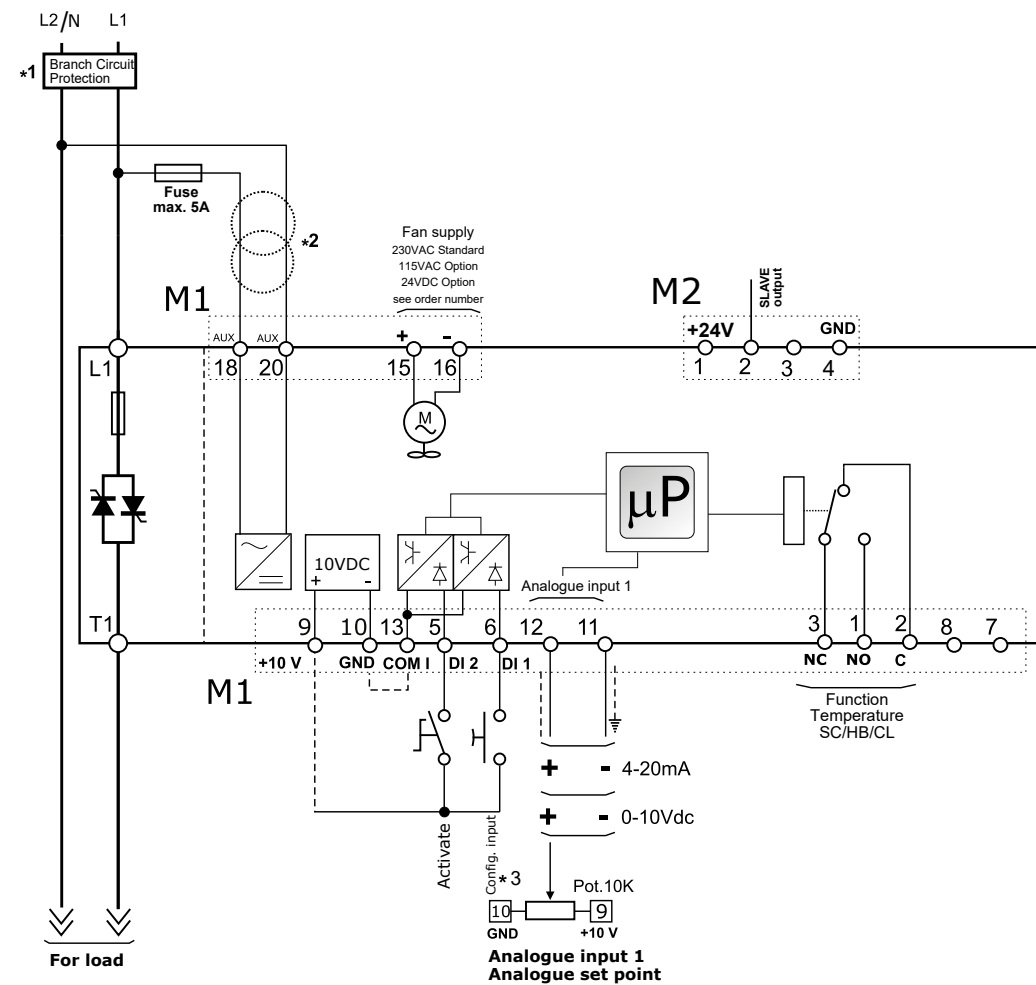 L2/N L1
*1
Branch Circuit
Protection
Fuse
max. 5A
*2
Fan supply
230VAC Standard
115VAC Option
24VDC Option
see order number
M1
M2
SLAVE
output
AUX AUX + -
+24V GND
L1 18 20 15 16
1 2 3 4
M
µP
10VDC
+ -
Analogue input 1
T1 9 10 13 5 6 12 11 3 1 2 8 7
+10 V GND COM I DI 2 DI 1 NC NO C
M1
Function
Temperature
SC/HB/CL
+ - 4-20mA
+ - 0-10Vdc
Activate
Config. input
*3
Pot.10K
10 9
GND +10 V
For load
Analogue input 1
Analogue set point